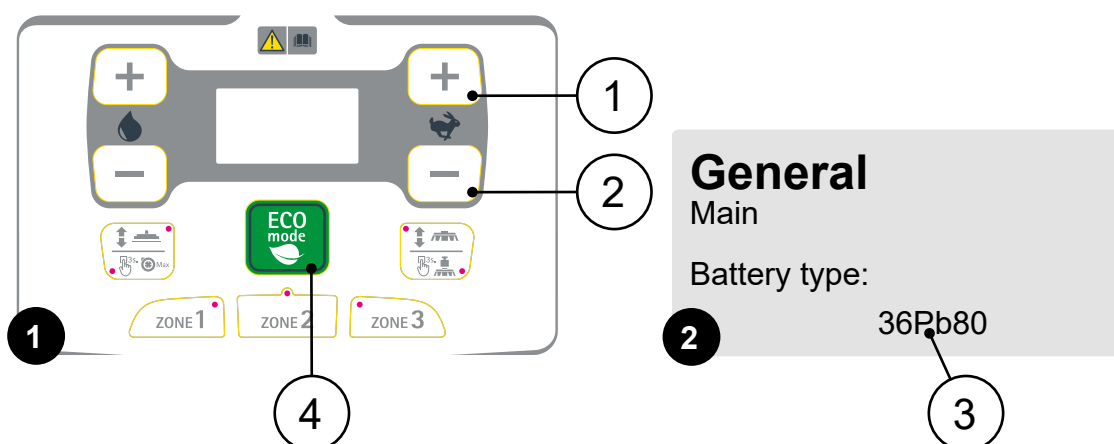 +
+
1
−
−
2
ECO
mode
3s.
Max
3s.
ZONE 1
ZONE 2
ZONE 3
1
4
General
Main
Battery type:
36Pb80
2
3